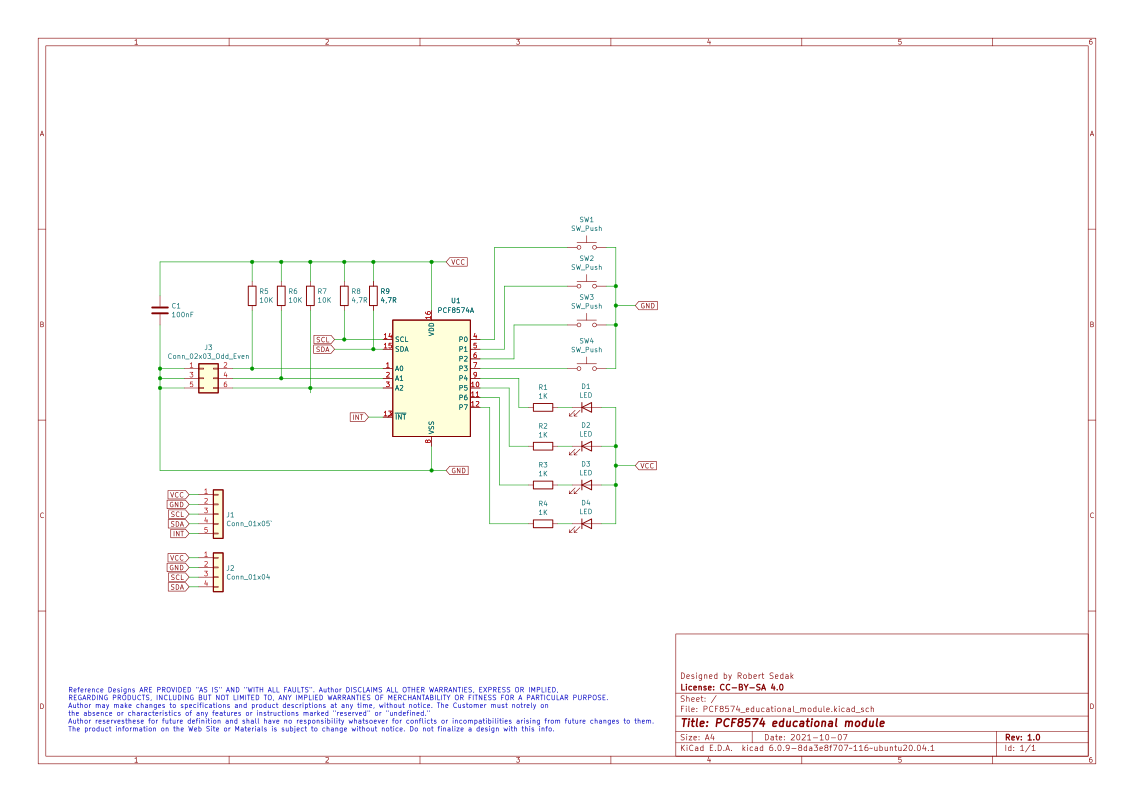 1 2 3 4 5 6
A A
SW1
SW_Push
SW2
SW_Push
VCC
SW3
SW_Push
R5
10K
R6
10K
R7
10K
R8
4,7R
R9
4,7R
C1
100nF
U1
PCF8574A
GND
16
VDD
B B
SCL 14 SCL P0 4
SDA 15 SDA P1 5
P2 6
SW4
SW_Push
J3
Conn_02x03_Odd_Even
1 2
3 4
5 6
1 A0 P3 7
2 A1 P4 9
3 A2 P5 10
P6 11
P7 12
INT 13 INT
VSS
8
R1
1K
D1
LED
R2
1K
D2
LED
R3
1K
D3
LED
R4
1K
D4
LED
GND
VCC
VCC 1
GND 2
SCL 3
SDA 4
INT 5
J1
Conn_01x05`
C C
VCC 1
GND 2
SCL 3
SDA 4
J2
Conn_01x04
D D
Reference Designs ARE PROVIDED "AS IS" AND "WITH ALL FAULTS". Author DISCLAIMS ALL OTHER WARRANTIES, EXPRESS OR IMPLIED,
REGARDING PRODUCTS, INCLUDING BUT NOT LIMITED TO, ANY IMPLIED WARRANTIES OF MERCHANTABILITY OR FITNESS FOR A PARTICULAR PURPOSE.
Author may make changes to specifications and product descriptions at any time, without notice. The Customer must notrely on
the absence or characteristics of any features or instructions marked "reserved" or "undefined."
Author reservesthese for future definition and shall have no responsibility whatsoever for conflicts or incompatibilities arising from future changes to them.
The product information on the Web Site or Materials is subject to change without notice. Do not finalize a design with this info.
Designed by Robert Sedak
License: CC-BY-SA 4.0
Sheet: /
File: PCF8574_educational_module.kicad_sch
Title: PCF8574 educational module
Size: A4 Date: 2021-10-07 Rev: 1.0
KiCad E.D.A. kicad 6.0.9-8da3e8f707-116~ubuntu20.04.1 Id: 1/1
1 2 3 4 5 6